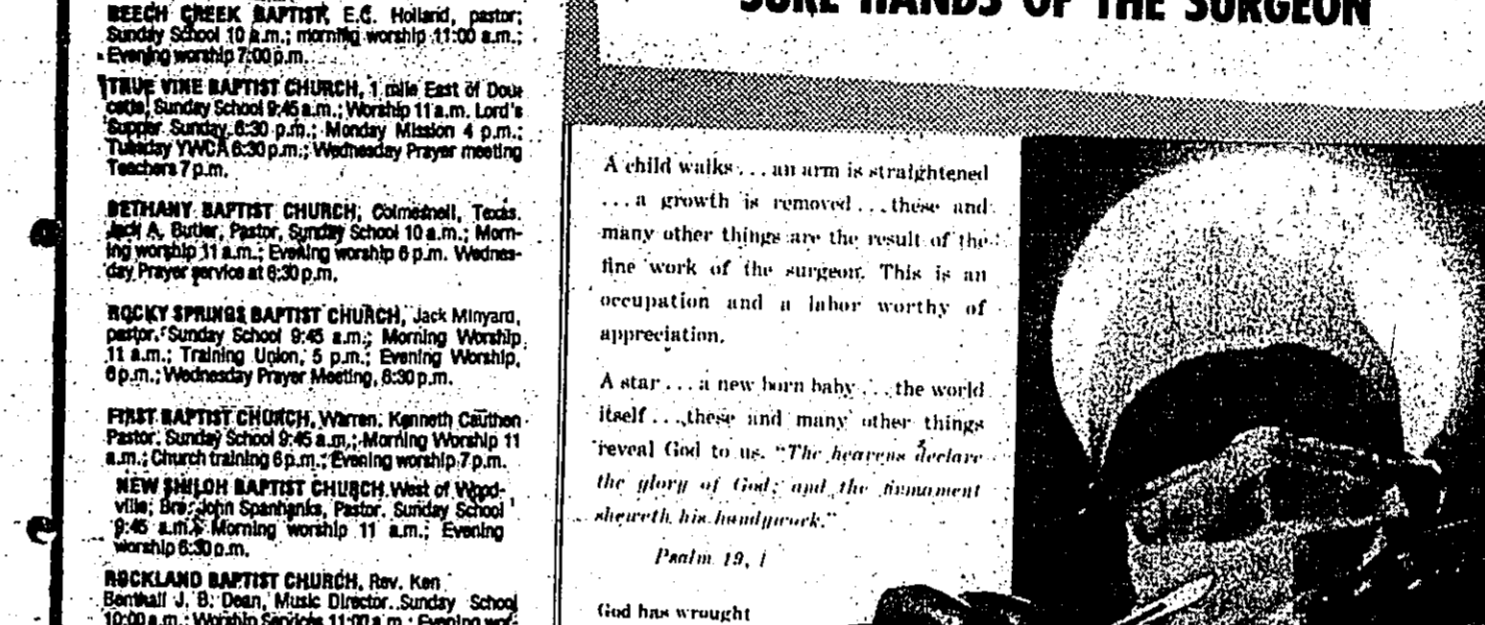 BEECH CREEK BAPTIST, E.C. Holland, pastor;
Sunday School 10 a.m.; morning worship 11:00 a.m.;
Evening worship 7:00 p.m.
TRUE VINE BAPTIST CHURCH, 1 mile East of Douc
cette, Sunday School 9:45 a.m.; Worship 11 a.m. Lord's
Supper Sunday 6:30 p.m.; Monday Mission 4 p.m.;
Tuesday YWCA 6:30 p.m.; Wednesday Prayer meeting
Teachers 7 p.m.
BETHANY BAPTIST CHURCH; Colmesneil, Texas.
Jack A. Butler, Pastor, Sunday School 10 a.m.; Morn-
ing worship 11 a.m.; Evening worship 6 p.m. Wednes-
day Prayer service at 6:30 p.m.
ROCKY SPRINGS BAPTIST CHURCH, Jack Minyard,
pastor. Sunday School 9:45 a.m.; Morning Worship
11 a.m.; Training Union, 5 p.m.; Evening Worship,
6 p.m.; Wednesday Prayer Meeting, 6:30 p.m.
FIRST BAPTIST CHURCH, Warren. Kenneth Cauthen
Pastor. Sunday School 9:45 a.m.; Morning Worship 11
a.m.; Church training 6 p.m.; Evening worship 7 p.m.
NEW SHILOH BAPTIST CHURCH. West of Wood-
ville; Bro. John Spanhanks, Pastor. Sunday School
9:45 a.m.; Morning worship 11 a.m.; Evening
worship 6:30 p.m.
ROCKLAND BAPTIST CHURCH, Rev. Ken
J. B. Dean, Music Director. Sunday School
10:00 a.m.; Worship Services 11:00 a.m.; Evening wor-
SURE HANDS OF THE SURGEON
A child walks . . . an arm is straightened
. . . a growth is removed . . . these and
many other things are the result of the
fine work of the surgeon. This is an
occupation and a labor worthy of
appreciation.
A star . . . a new born baby . . . the world
itself . . . these and many other things
reveal God to us. "The heavens declare
the glory of God; and the firmament
sheweth his handywork."
Psalm 19, 1
God has wrought